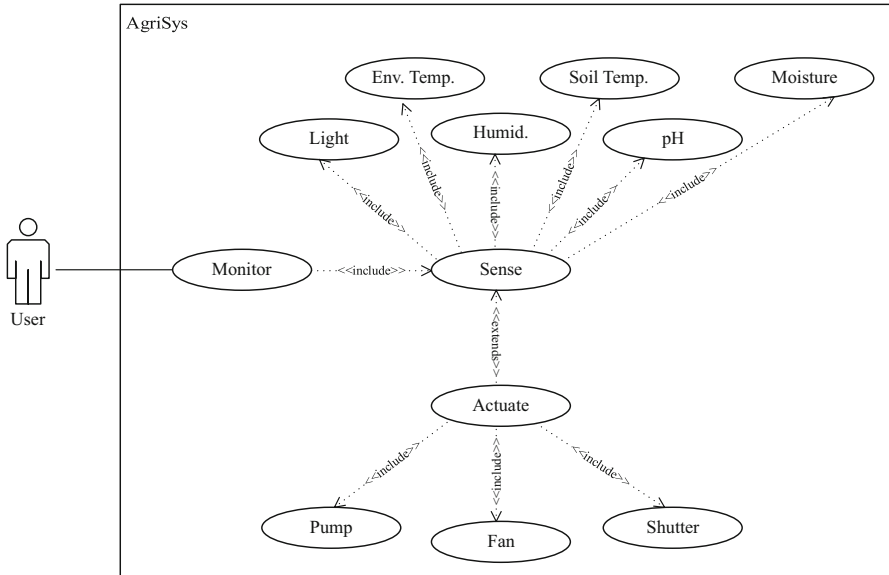 AgriSys
Env. Temp.
Soil Temp.
Moisture
Light
Humid.
pH
<<include>>
<<include>>
<<include>>
<<include>>
<<include>>
<<include>>
User
Monitor
<<include>>
Sense
<<extends>>
Actuate
<<include>>
<<include>>
<<include>>
Pump
Fan
Shutter